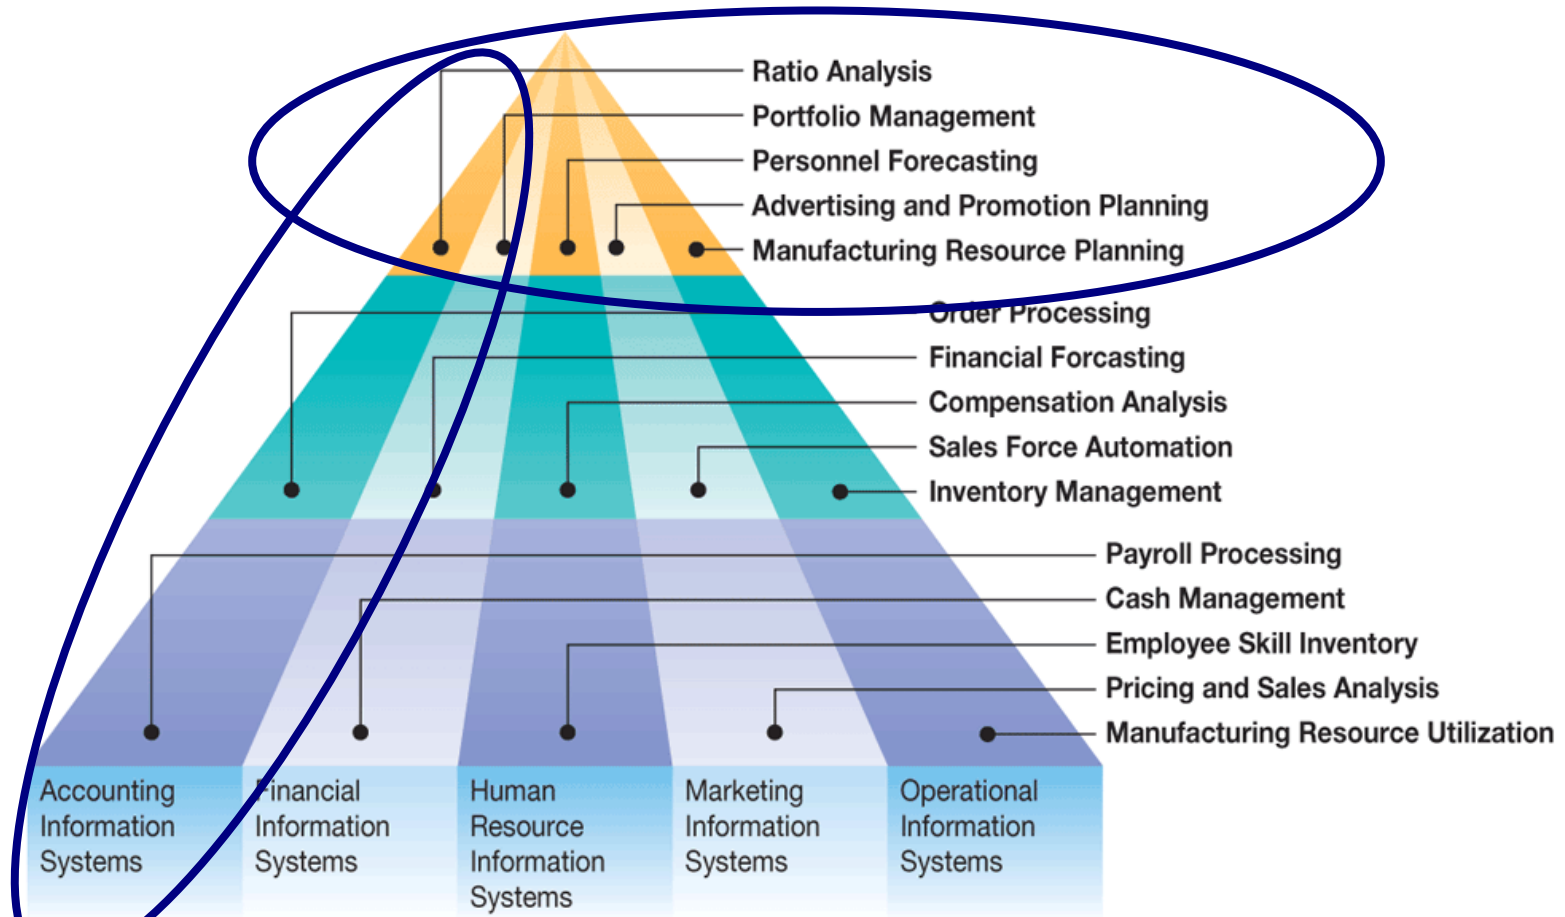 Ratio Analysis
Portfolio Management
Personnel Forecasting
Advertising and Promotion Planning
Manufacturing Resource Planning
Order Processing
Financial Forcasting
Compensation Analysis
Sales Force Automation
Inventory Management
Payroll Processing
Cash Management
Employee Skill Inventory
Pricing and Sales Analysis
Manufacturing Resource Utilization
Accounting
Information
Systems
Financial
Information
Systems
Human
Resource
Information
Systems
Marketing
Information
Systems
Operational
Information
Systems